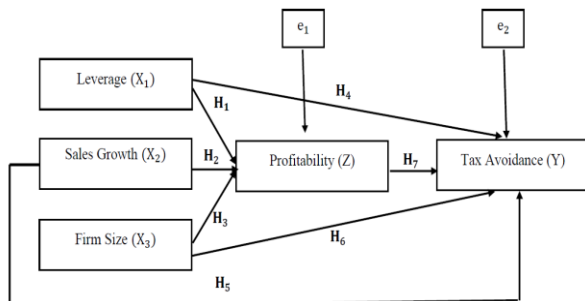 e₁
e₂
Leverage (X₁)
H₁
H₄
Sales Growth (X₂)
H₂
Profitability (Z)
H₇
Tax Avoidance (Y)
H₃
Firm Size (X₃)
H₆
H₅